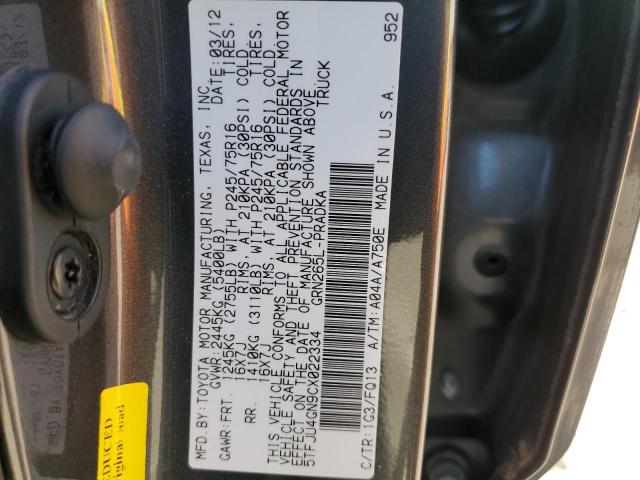 MFD.BY:TOYOTA MOTOR MANUFACTURING, TEXAS, INC. DATE:03/12
GVWR:2445KG (5400LB)
GAWR:FRT. 1245KG (2755LB) WITH P245/75R16 TIRES,
16X7J RIMS, AT 210KPA (30PSI) COLD
RR. 1410KG (3110LB) WITH P245/75R16 TIRES,
16X7J RIMS, AT 210KPA (30PSI) COLD
THIS VEHICLE CONFORMS TO ALL APPLICABLE FEDERAL MOTOR
VEHICLE SAFETY AND THEFT PREVENTION STANDARDS IN
EFFECT ON THE DATE OF MANUFACTURE SHOWN ABOVE.
5TFJU4GN9CX022334 GRN265L-PRADKA TRUCK
C/TR:1G3/FQ13 A/TM:A04A/A750E MADE IN U.S.A. 952
REDUCED
original load